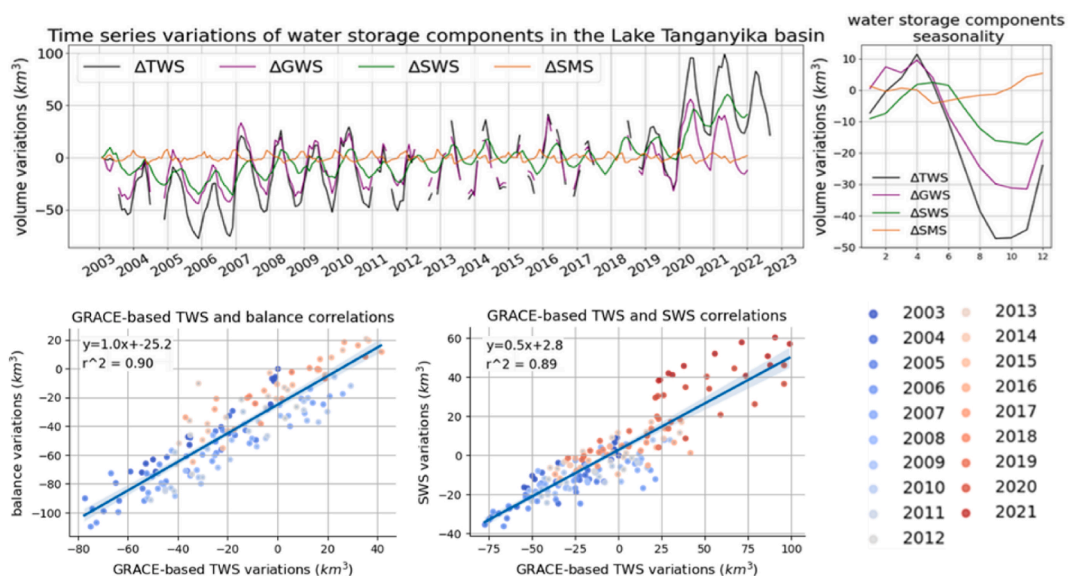 Time series variations of water storage components in the Lake Tanganyika basin
volume variations (km³)
100
50
0
−50
ΔTWS ΔGWS ΔSWS ΔSMS
2003 2004 2005 2006 2007 2008 2009 2010 2011 2012 2013 2014 2015 2016 2017 2018 2019 2020 2021 2022 2023
water storage components
seasonality
volume variations (km³)
10
0
−10
−20
−30
−40
−50
ΔTWS
ΔGWS
ΔSWS
ΔSMS
2 4 6 8 10 12
GRACE-based TWS and balance correlations
y=1.0x+-25.2
r^2 = 0.90
balance variations (km³)
20
0
−20
−40
−60
−80
−100
−80 −60 −40 −20 0 20 40
GRACE-based TWS variations (km³)
GRACE-based TWS and SWS correlations
y=0.5x+2.8
r^2 = 0.89
SWS variations (km³)
60
40
20
0
−20
−40
−75 −50 −25 0 25 50 75 100
GRACE-based TWS variations (km³)
2003 2013
2004 2014
2005 2015
2006 2016
2007 2017
2008 2018
2009 2019
2010 2020
2011 2021
2012